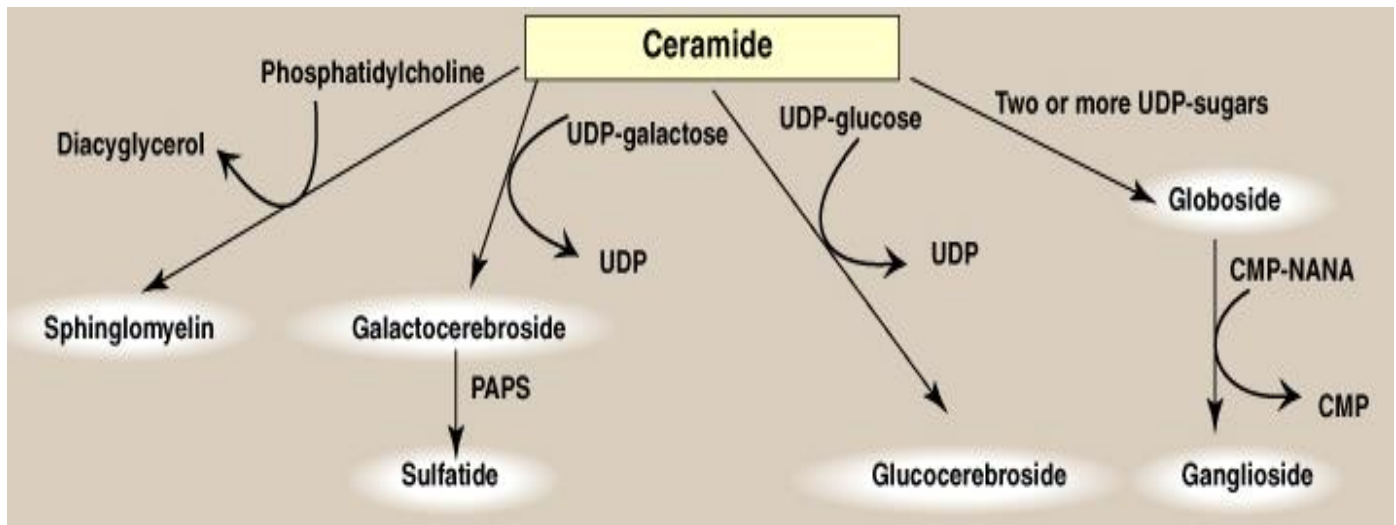 Ceramide
Phosphatidylcholine
Diacyglycerol
UDP-galactose
UDP
UDP-glucose
UDP
Two or more UDP-sugars
Globoside
CMP-NANA
CMP
Sphinglomyelin
Galactocerebroside
PAPS
Sulfatide
Glucocerebroside
Ganglioside